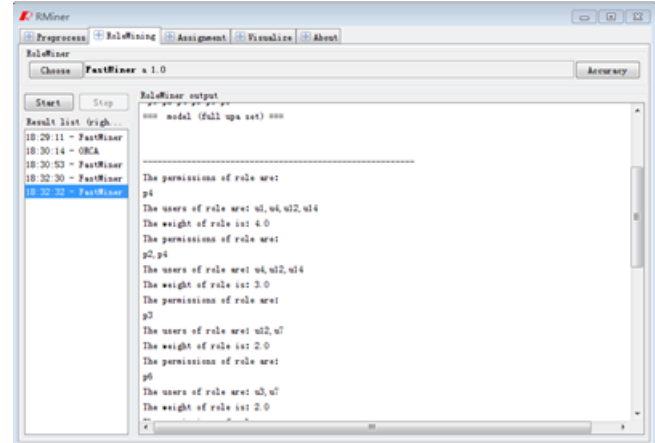 RMiner
Preprocess RoleMining Assignment Visualize About
RoleMiner
Choose FastMiner a 1.0 Accuracy
Start Stop
Result list (righ...
18:29:11 - FastMiner
18:30:14 - ORCA
18:30:53 - FastMiner
18:32:30 - FastMiner
18:32:32 - FastMiner
RoleMiner output
=== model (full upa set) ===
The permissions of role are:
p4
The users of role are: u1,u4,u12,u14
The weight of role is: 4.0
The permissions of role are:
p2,p4
The users of role are: u4,u12,u14
The weight of role is: 3.0
The permissions of role are:
p3
The users of role are: u12,u7
The weight of role is: 2.0
The permissions of role are:
p6
The users of role are: u3,u7
The weight of role is: 2.0